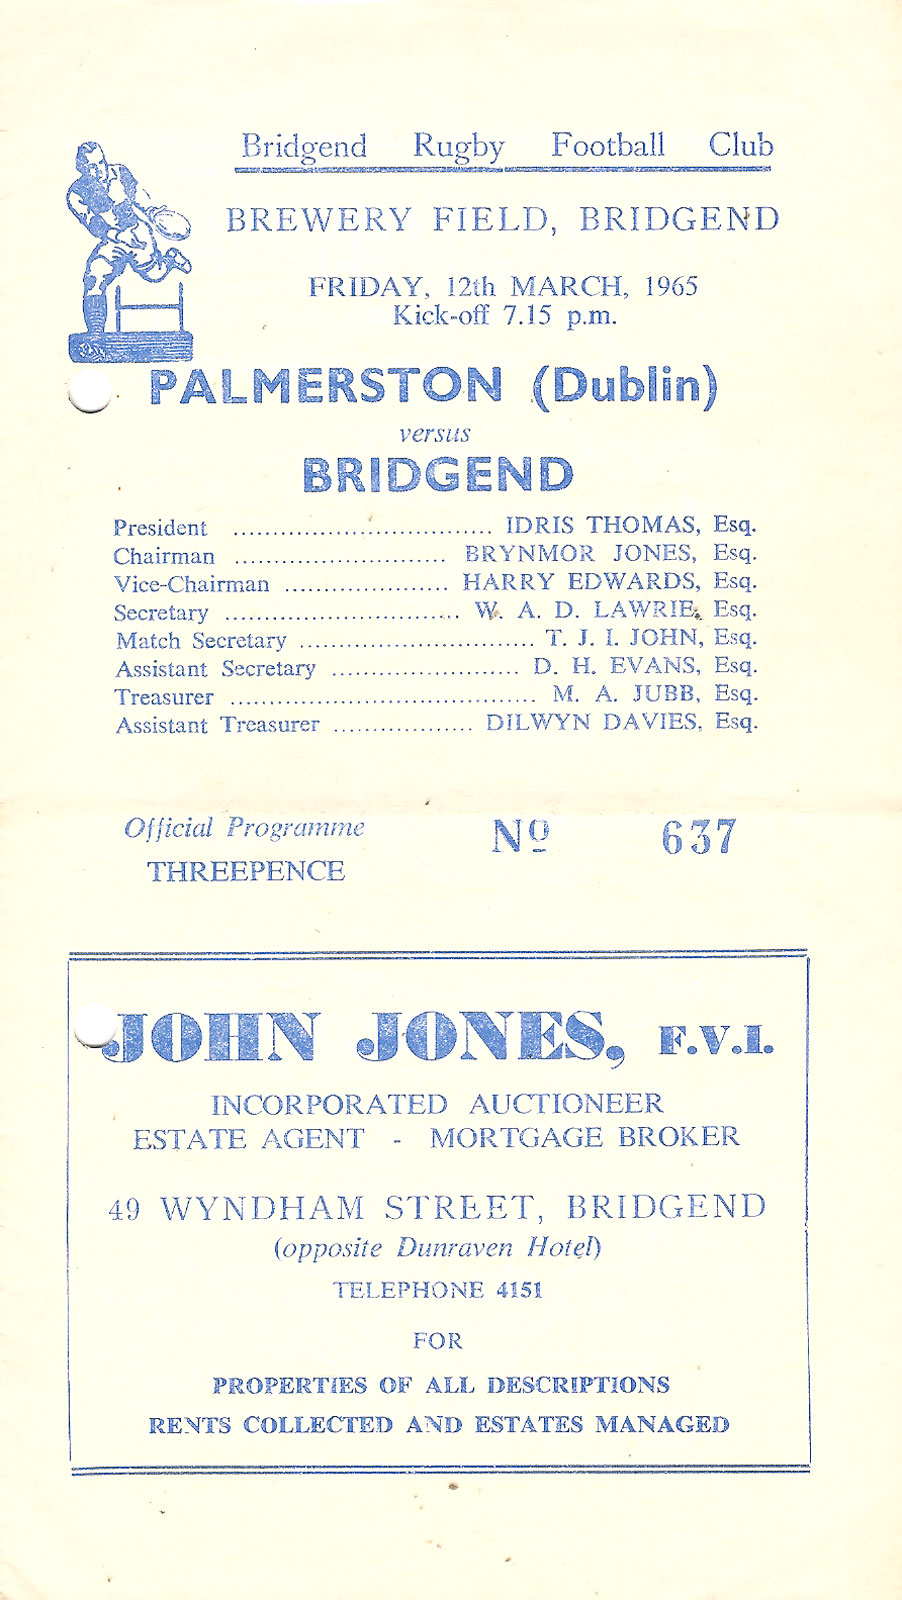 Bridgend Rugby Football Club
BREWERY FIELD, BRIDGEND
FRIDAY, 12th MARCH, 1965
Kick-off 7.15 p.m.
PALMERSTON (Dublin)
versus
BRIDGEND
President ................................. IDRIS THOMAS, Esq.
Chairman ........................... BRYNMOR JONES, Esq.
Vice-Chairman ..................... HARRY EDWARDS, Esq.
Secretary .............................. W. A. D. LAWRIE, Esq.
Match Secretary .............................. T. J. I. JOHN, Esq.
Assistant Secretary ........................ D. H. EVANS, Esq.
Treasurer ....................................... M. A. JUBB, Esq.
Assistant Treasurer .................. DILWYN DAVIES, Esq.
Official Programme Nº 637
THREEPENCE
JOHN JONES, F.V.I.
INCORPORATED AUCTIONEER
ESTATE AGENT - MORTGAGE BROKER
49 WYNDHAM STREET, BRIDGEND
(opposite Dunraven Hotel)
TELEPHONE 4151
FOR
PROPERTIES OF ALL DESCRIPTIONS
RENTS COLLECTED AND ESTATES MANAGED